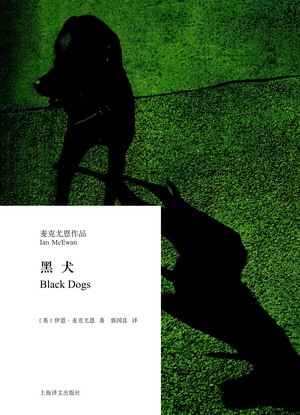 麦克尤恩作品
Ian McEwan
黑 犬
Black Dogs
〔英〕伊恩·麦克尤恩 著 郭国良 译
上海译文出版社